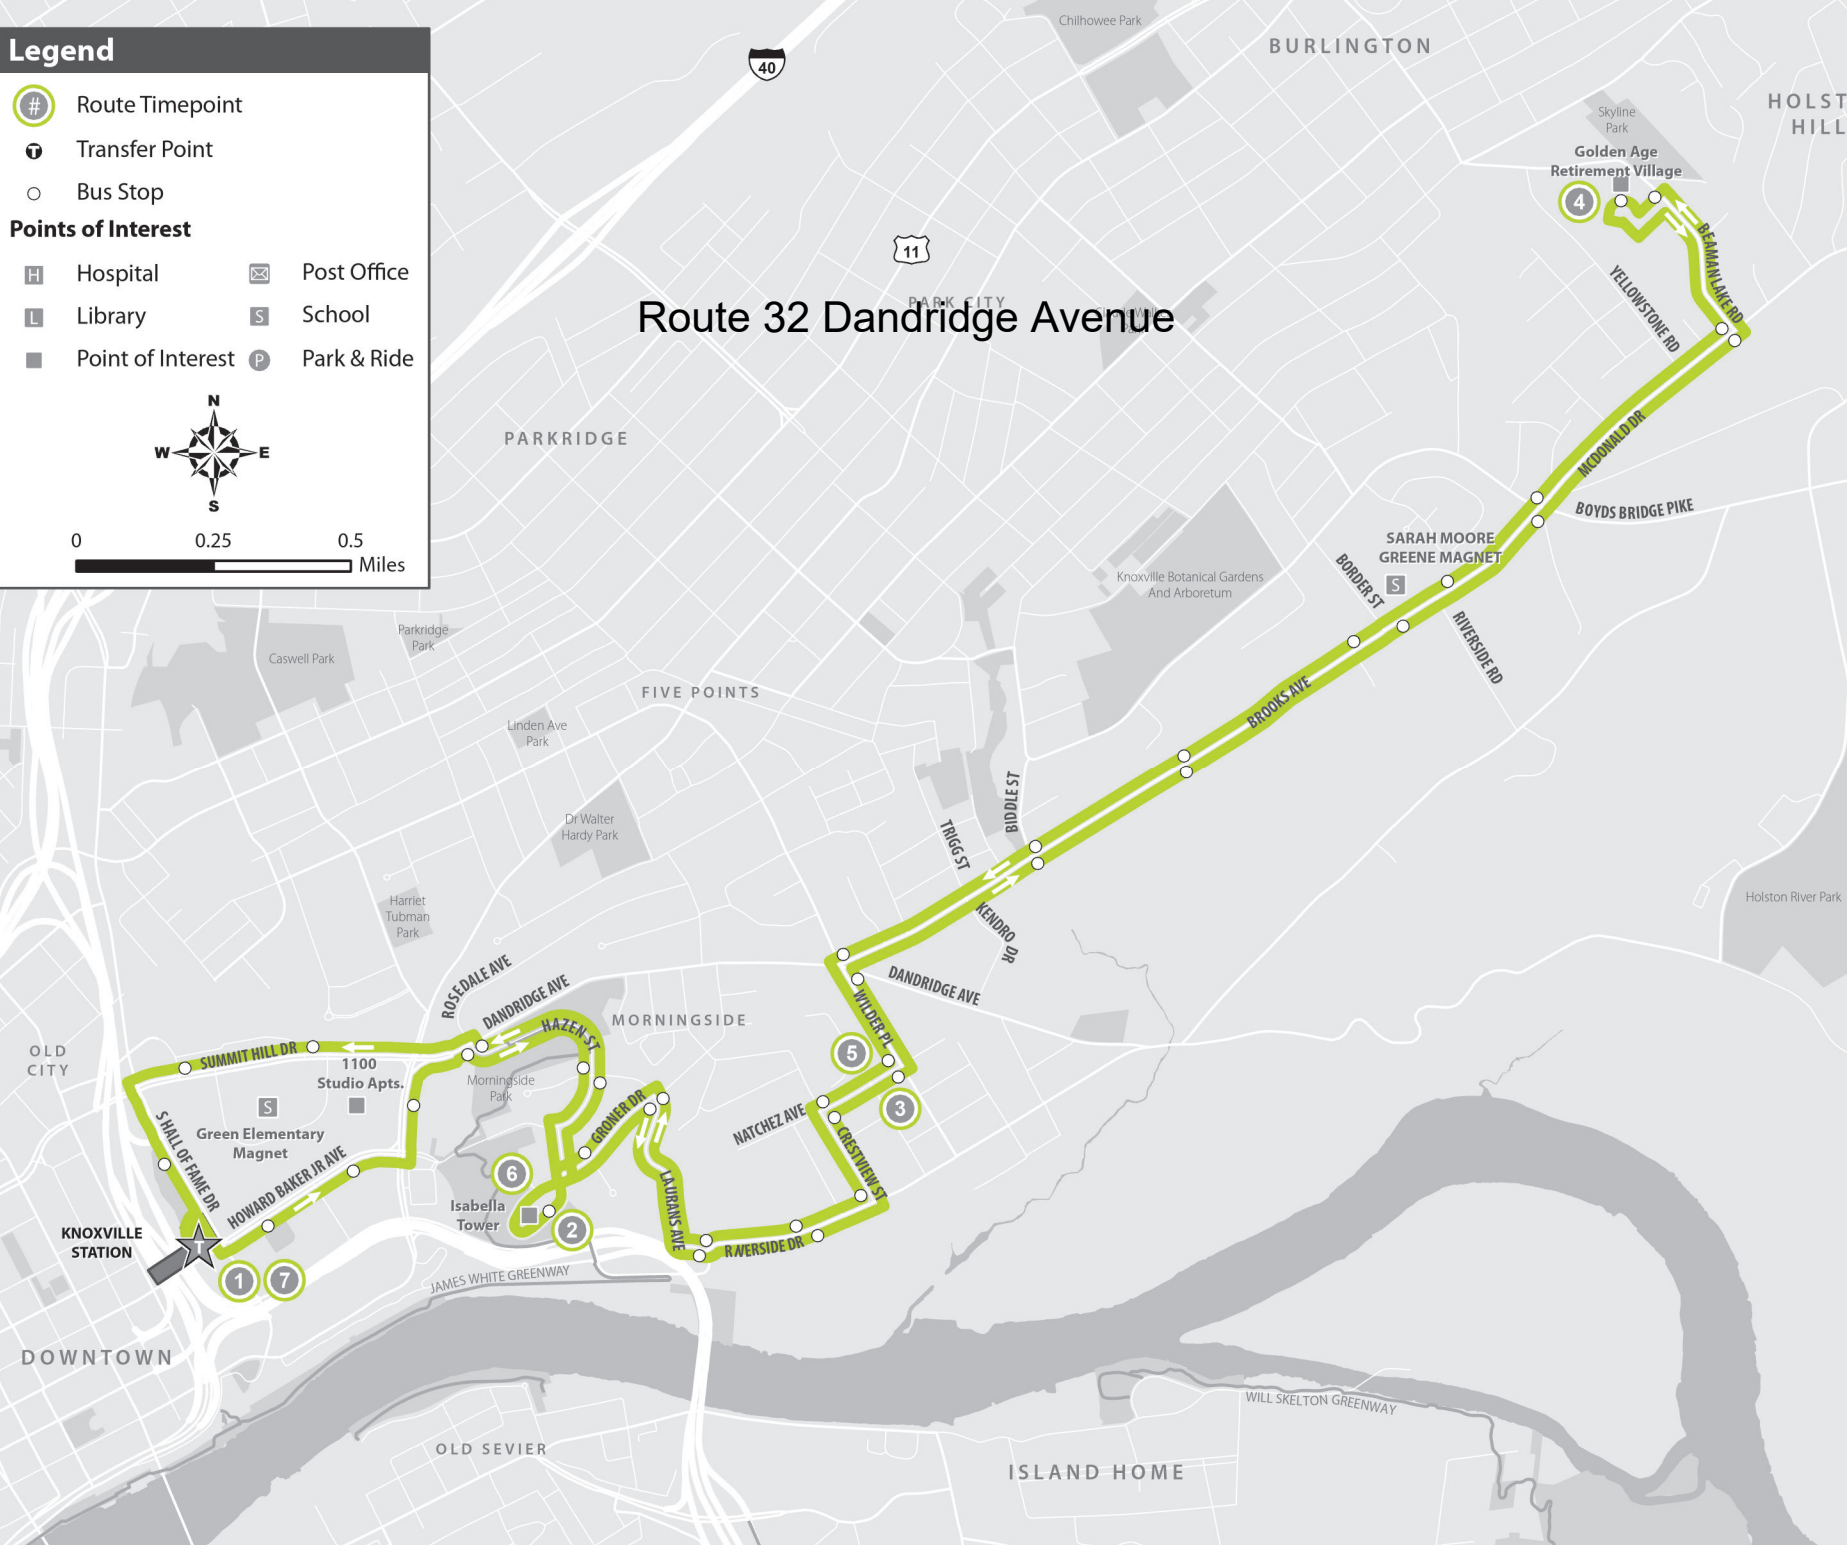 Legend
# Route Timepoint
T Transfer Point
Bus Stop
Points of Interest
H Hospital
Post Office
L Library
S School
Point of Interest
P Park & Ride
N
W E
S
0 0.25 0.5
Miles
Route 32 Dandridge Avenue
40
11
Chilhowee Park
BURLINGTON
HOLST
HILL
Skyline
Park
Golden Age
Retirement Village
4
BEAMAN LAKE RD
YELLOWSTONE RD
PARK CITY
PARKRIDGE
MCDONALD DR
BOYDS BRIDGE PIKE
SARAH MOORE
GREENE MAGNET
S
BORDER ST
RIVERSIDE RD
Knoxville Botanical Gardens
And Arboretum
Parkridge
Park
Caswell Park
FIVE POINTS
Linden Ave
Park
BROOKS AVE
Dr Walter
Hardy Park
BIDDLE ST
TRIGG ST
KENDRO DR
Harriet
Tubman
Park
Holston River Park
ROSEDALE AVE
DANDRIDGE AVE
DANDRIDGE AVE
WILDER PL
HAZEN ST
MORNINGSIDE
OLD
CITY
SUMMIT HILL DR
1100
Studio Apts.
Morningside
Park
5
3
S
Green Elementary
Magnet
S HALL OF FAME DR
HOWARD BAKER JR AVE
GRONER DR
NATCHEZ AVE
CRESTVIEW ST
6
Isabella
Tower
2
LAURANS AVE
RIVERSIDE DR
KNOXVILLE
STATION
T
1
7
JAMES WHITE GREENWAY
DOWNTOWN
OLD SEVIER
ISLAND HOME
WILL SKELTON GREENWAY